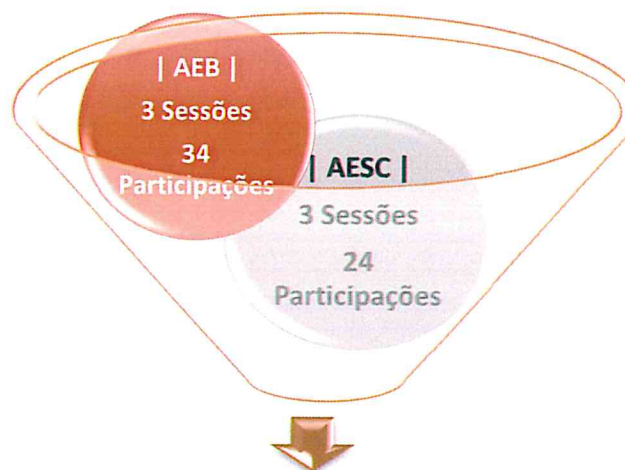 | AEB |
3 Sessões
34
Participações
| AESC |
3 Sessões
24
Participações